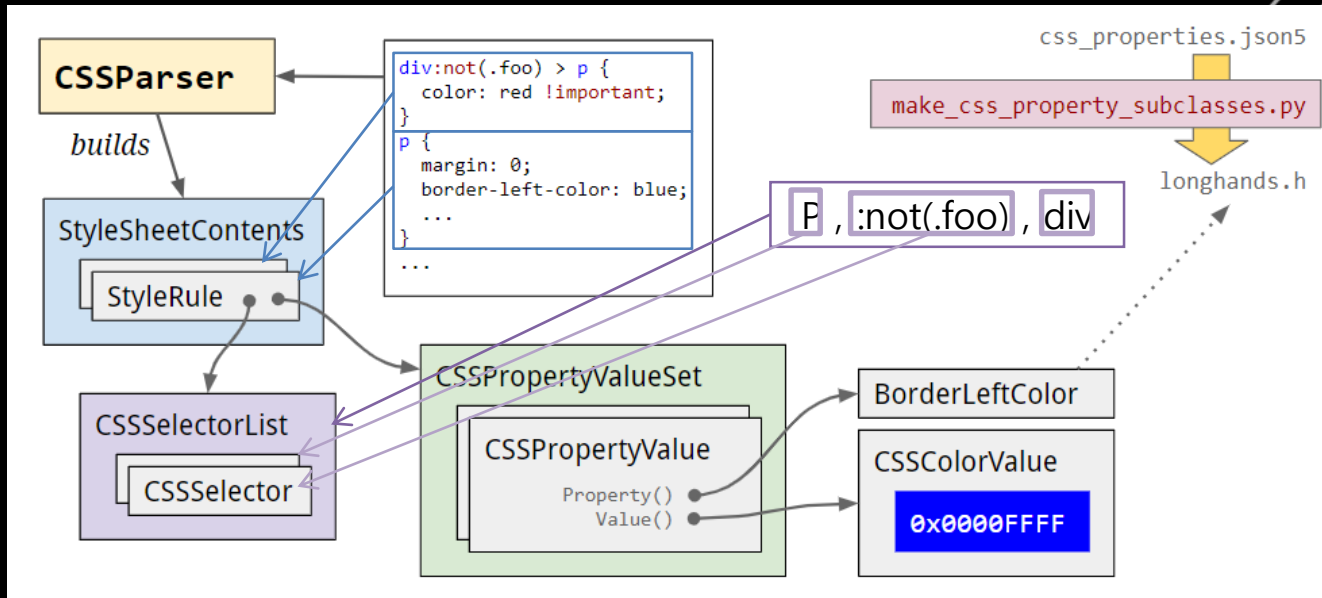 css_properties.json5
make_css_property_subclasses.py
longhands.h
CSSParser
builds
div:not(.foo) > p {
color: red !important;
}
p {
margin: 0;
border-left-color: blue;
...
}
...
P , :not(.foo) , div
StyleSheetContents
StyleRule
CSSSelectorList
CSSSelector
CSSPropertyValueSet
CSSPropertyValue
Property()
Value()
BorderLeftColor
CSSColorValue
0x0000FFFF